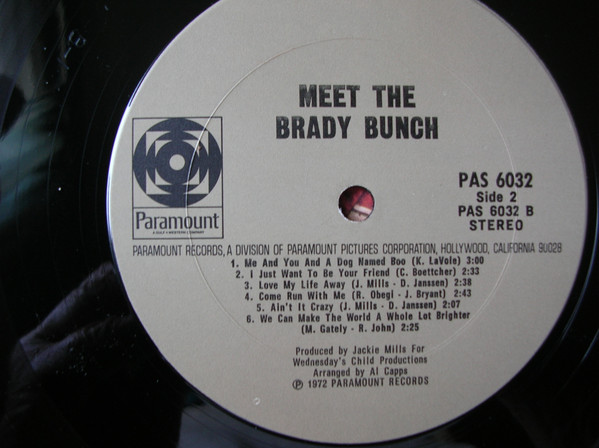 MEET THE
BRADY BUNCH
Paramount
A GULF+WESTERN COMPANY
PAS 6032
Side 2
PAS 6032 B
STEREO
PARAMOUNT RECORDS, A DIVISION OF PARAMOUNT PICTURES CORPORATION, HOLLYWOOD, CALIFORNIA 90028
1. Me And You And A Dog Named Boo (K. LaVoie) 3:00
2. I Just Want To Be Your Friend (C. Boettcher) 2:33
3. Love My Life Away (J. Mills - D. Janssen) 2:38
4. Come Run With Me (R. Obegi - J. Bryant) 2:43
5. Ain't It Crazy (J. Mills - D. Janssen) 2:07
6. We Can Make The World A Whole Lot Brighter
(M. Gately - R. John) 2:25
Produced by Jackie Mills For
Wednesday's Child Productions
Arranged by Al Capps
℗ 1972 PARAMOUNT RECORDS